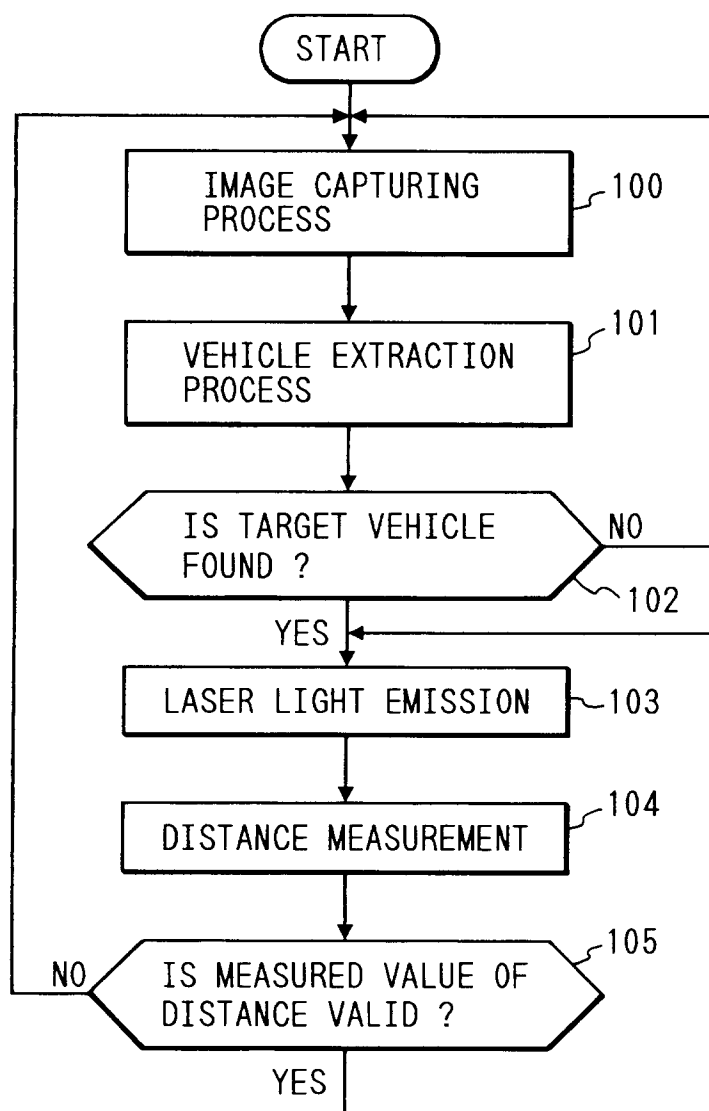 START
IMAGE CAPTURING
PROCESS
100
VEHICLE EXTRACTION
PROCESS
101
IS TARGET VEHICLE
FOUND ?
NO
102
YES
LASER LIGHT EMISSION
103
DISTANCE MEASUREMENT
104
IS MEASURED VALUE OF
DISTANCE VALID ?
105
NO
YES